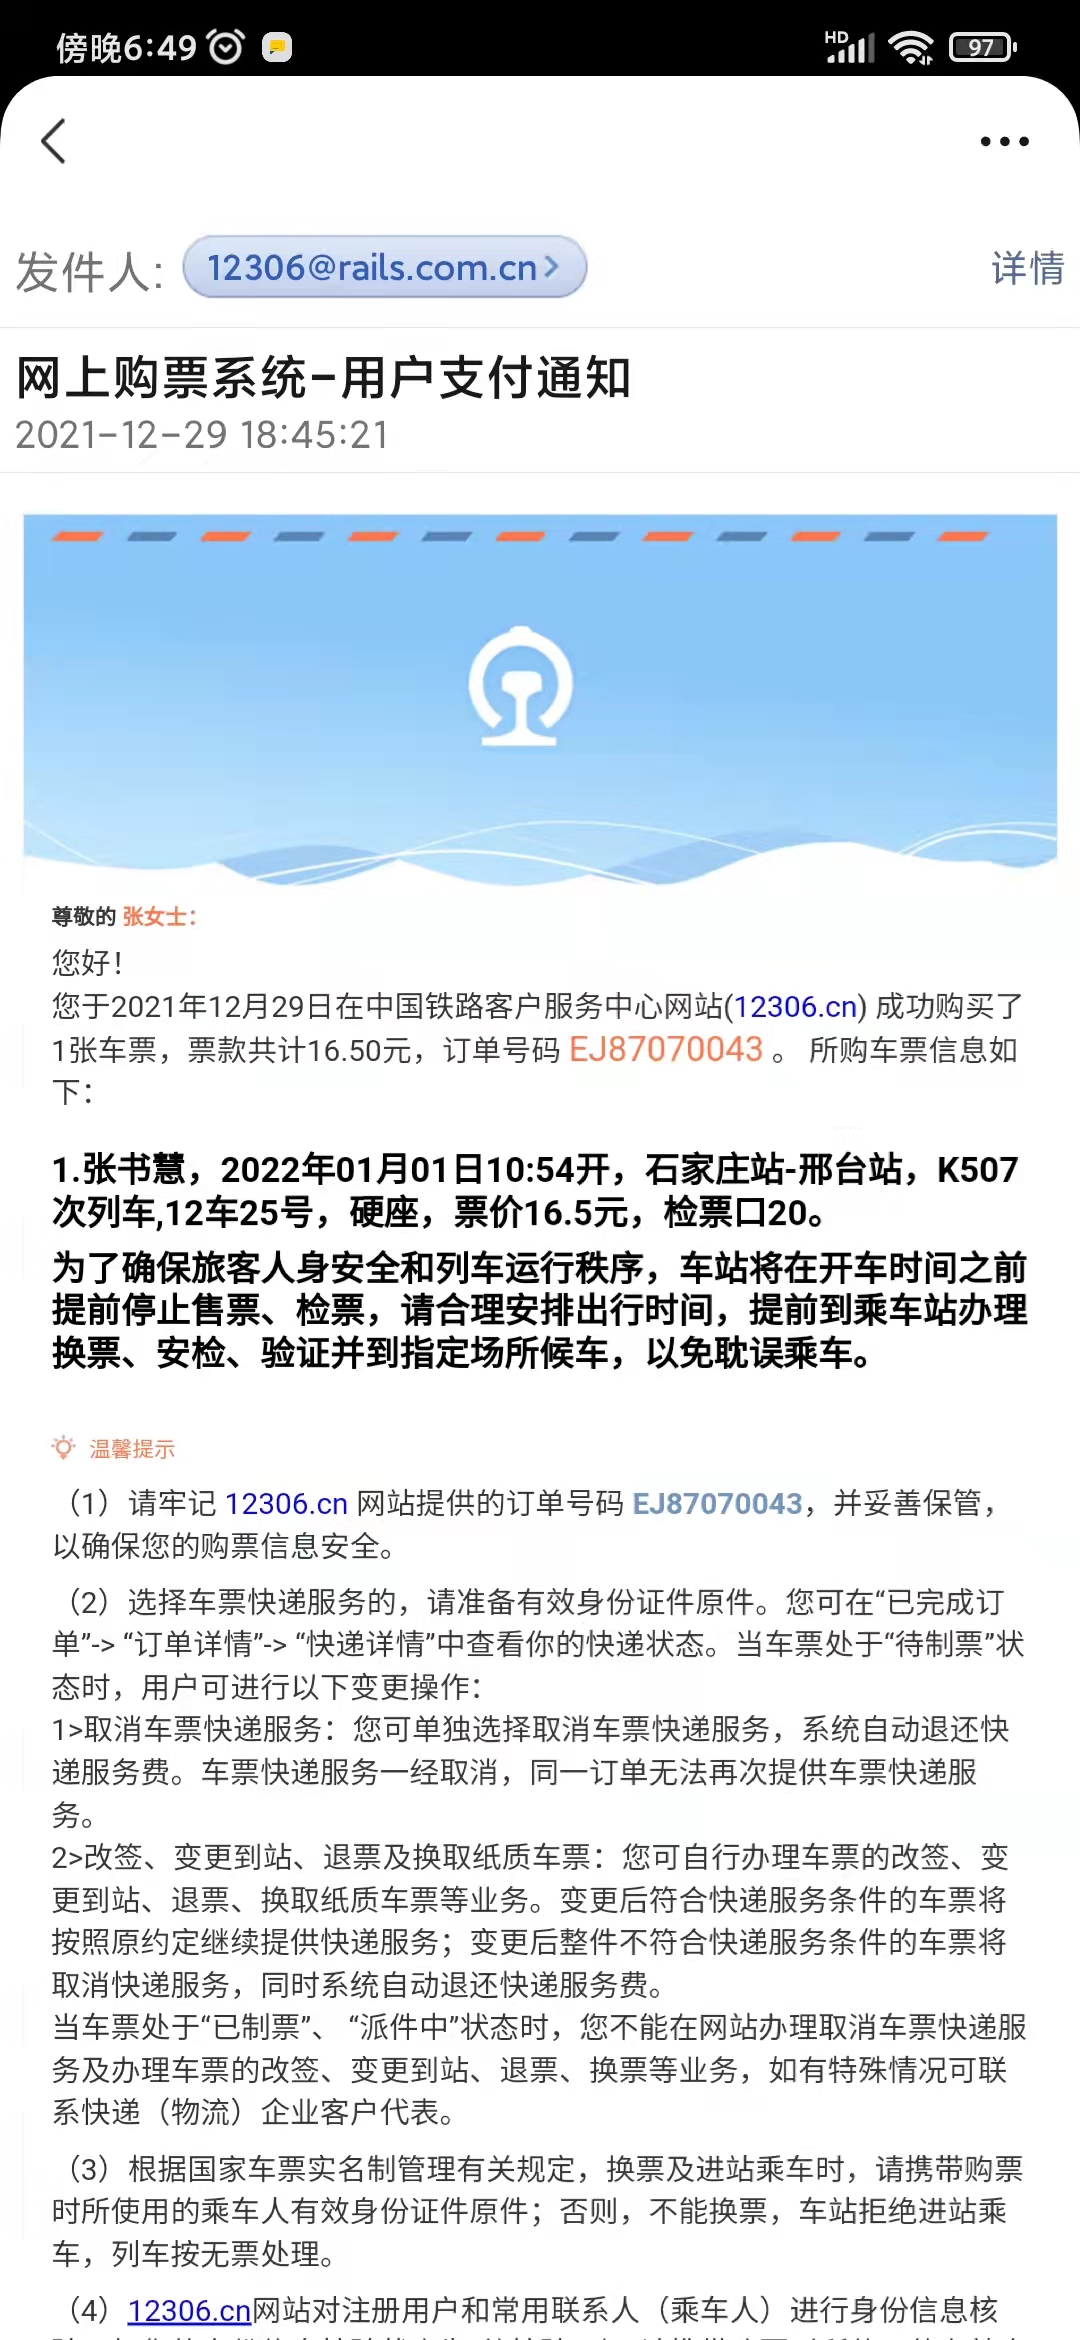 傍晚6:49
HD
97
发件人:
12306@rails.com.cn
详情
网上购票系统-用户支付通知
2021-12-29 18:45:21
尊敬的 张女士：
您好！
您于2021年12月29日在中国铁路客户服务中心网站(12306.cn) 成功购买了
1张车票，票款共计16.50元，订单号码 EJ87070043 。 所购车票信息如
下：
1.张书慧，2022年01月01日10:54开，石家庄站-邢台站，K507
次列车,12车25号，硬座，票价16.5元，检票口20。
为了确保旅客人身安全和列车运行秩序，车站将在开车时间之前
提前停止售票、检票，请合理安排出行时间，提前到乘车站办理
换票、安检、验证并到指定场所候车，以免耽误乘车。
温馨提示
（1）请牢记 12306.cn 网站提供的订单号码 EJ87070043，并妥善保管，
以确保您的购票信息安全。
（2）选择车票快递服务的，请准备有效身份证件原件。您可在“已完成订
单”-> “订单详情”-> “快递详情”中查看你的快递状态。当车票处于“待制票”状
态时，用户可进行以下变更操作：
1>取消车票快递服务：您可单独选择取消车票快递服务，系统自动退还快
递服务费。车票快递服务一经取消，同一订单无法再次提供车票快递服
务。
2>改签、变更到站、退票及换取纸质车票：您可自行办理车票的改签、变
更到站、退票、换取纸质车票等业务。变更后符合快递服务条件的车票将
按照原约定继续提供快递服务；变更后整件不符合快递服务条件的车票将
取消快递服务，同时系统自动退还快递服务费。
当车票处于“已制票”、 “派件中”状态时，您不能在网站办理取消车票快递服
务及办理车票的改签、变更到站、退票、换票等业务，如有特殊情况可联
系快递（物流）企业客户代表。
（3）根据国家车票实名制管理有关规定，换票及进站乘车时，请携带购票
时所使用的乘车人有效身份证件原件；否则，不能换票，车站拒绝进站乘
车，列车按无票处理。
（4）12306.cn网站对注册用户和常用联系人（乘车人）进行身份信息核